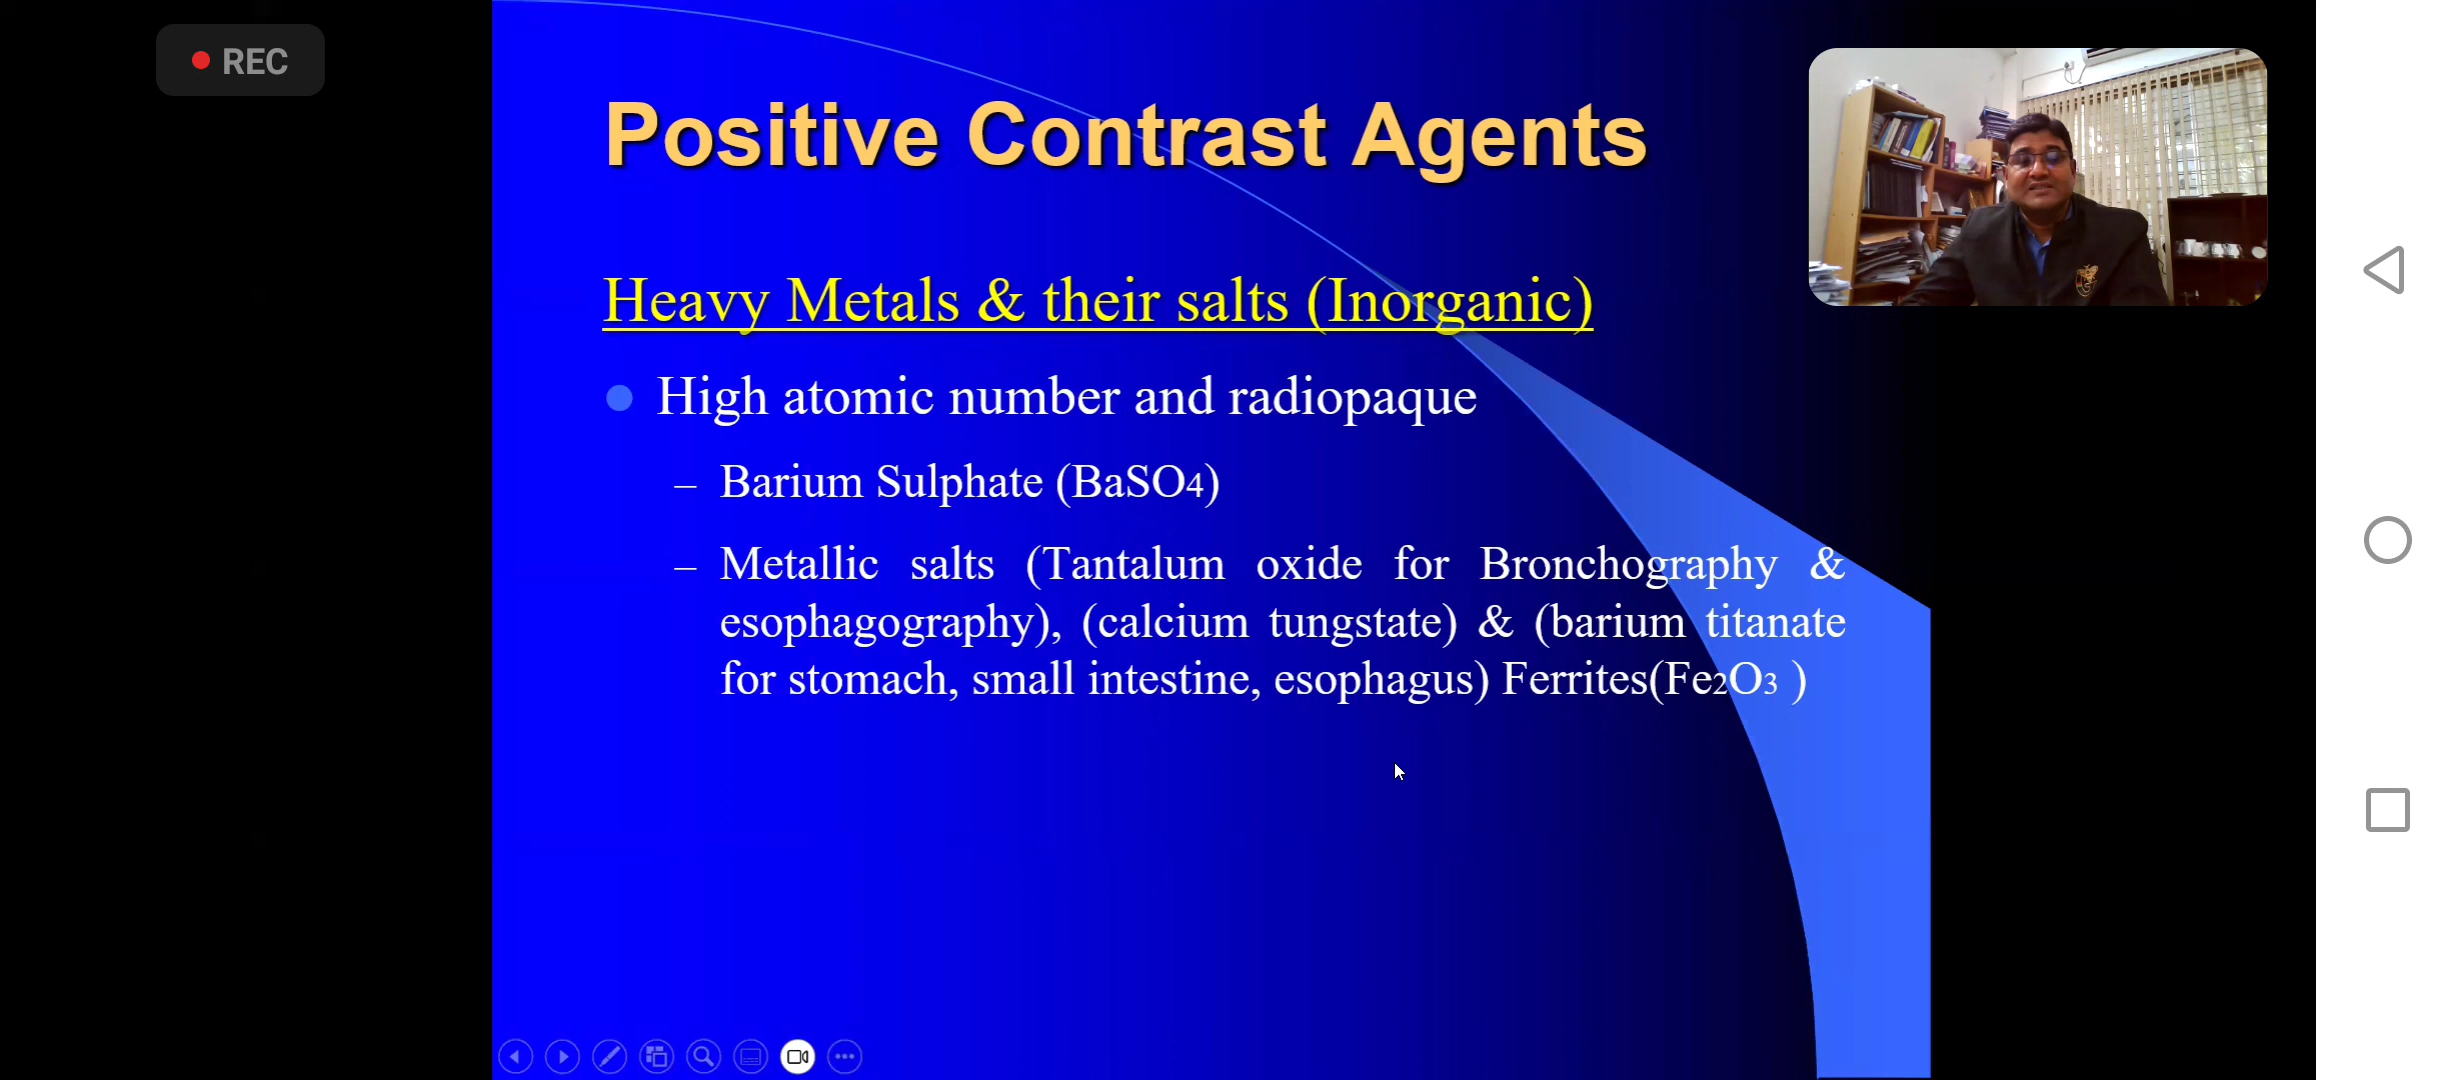 REC
Positive Contrast Agents
Heavy Metals & their salts (Inorganic)
High atomic number and radiopaque
– Barium Sulphate (BaSO4)
– Metallic salts (Tantalum oxide for Bronchography &
esophagography), (calcium tungstate) & (barium titanate
for stomach, small intestine, esophagus) Ferrites(Fe2O3 )